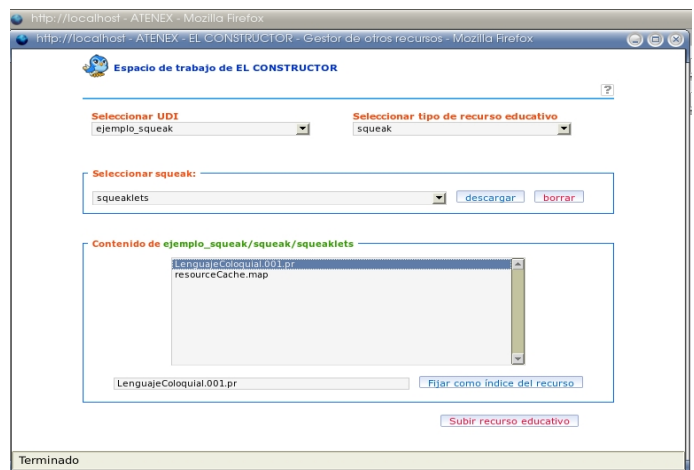 http://localhost - ATENEX - Mozilla Firefox
http://localhost - ATENEX - EL CONSTRUCTOR - Gestor de otros recursos - Mozilla Firefox
Espacio de trabajo de EL CONSTRUCTOR
?
Seleccionar UDI Seleccionar tipo de recurso educativo
ejemplo_squeak squeak
Seleccionar squeak:
squeaklets descargar borrar
Contenido de ejemplo_squeak/squeak/squeaklets
LenguajeColoquial.001.pr
resourceCache.map
LenguajeColoquial.001.pr Fijar como índice del recurso
Subir recurso educativo
Terminado